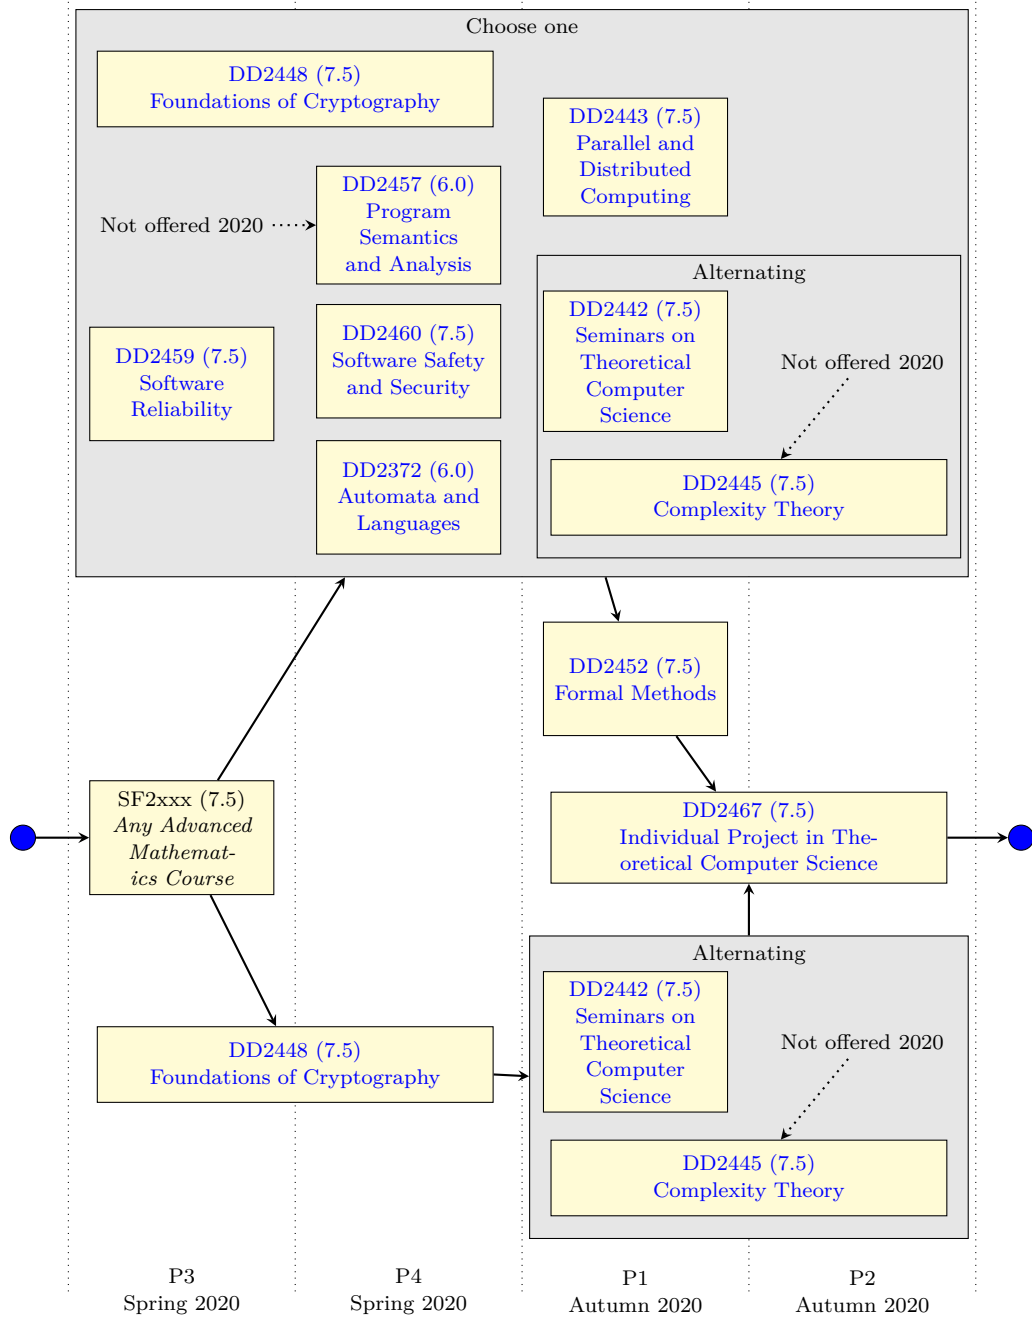 Choose one
DD2448 (7.5)
Foundations of Cryptography
DD2443 (7.5)
Parallel and
Distributed
Computing
DD2457 (6.0)
Program
Semantics
and Analysis
Not offered 2020
Alternating
DD2442 (7.5)
Seminars on
Theoretical
Computer
Science
DD2460 (7.5)
Software Safety
and Security
DD2459 (7.5)
Software
Reliability
Not offered 2020
DD2372 (6.0)
Automata and
Languages
DD2445 (7.5)
Complexity Theory
DD2452 (7.5)
Formal Methods
SF2xxx (7.5)
Any Advanced
Mathemat-
ics Course
DD2467 (7.5)
Individual Project in The-
oretical Computer Science
Alternating
DD2442 (7.5)
Seminars on
Theoretical
Computer
Science
DD2448 (7.5)
Foundations of Cryptography
Not offered 2020
DD2445 (7.5)
Complexity Theory
P3
Spring 2020
P4
Spring 2020
P1
Autumn 2020
P2
Autumn 2020